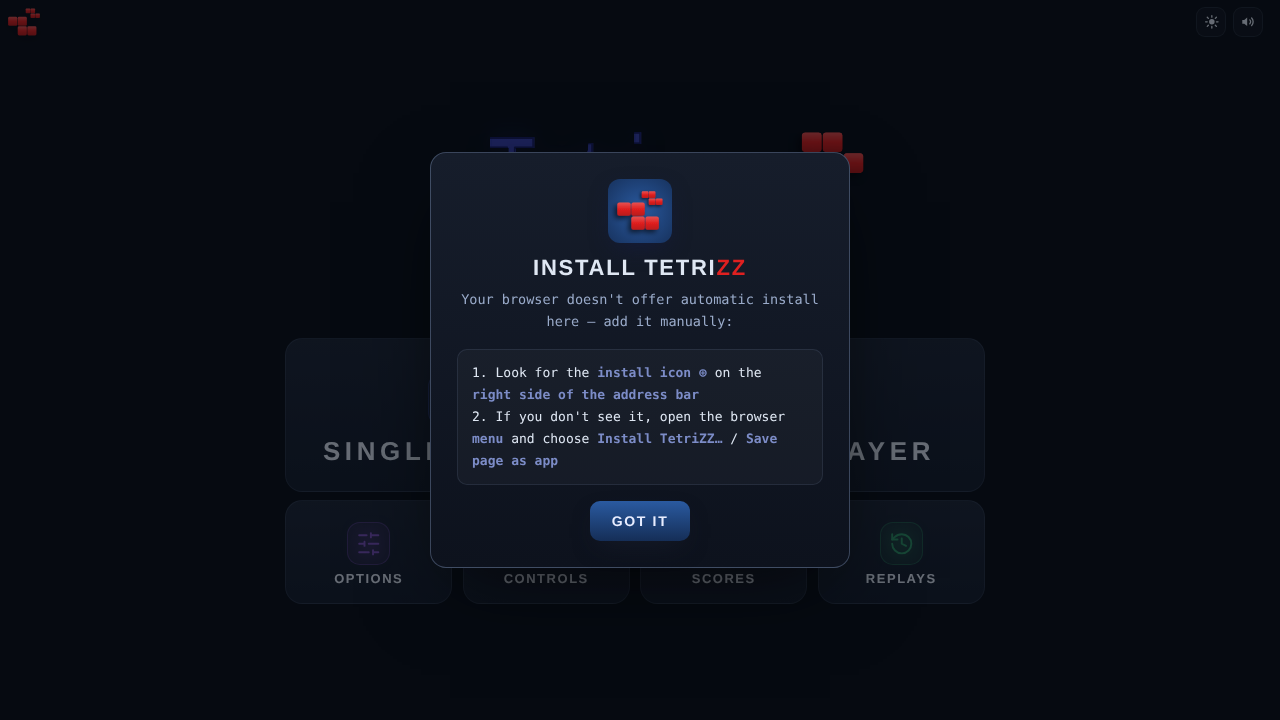 INSTALL TETRIZZ
Your browser doesn't offer automatic install
here — add it manually:
1. Look for the install icon ⊕ on the
right side of the address bar
2. If you don't see it, open the browser
menu and choose Install TetriZZ… / Save
page as app
GOT IT
SINGL
AYER
OPTIONS
CONTROLS
SCORES
REPLAYS